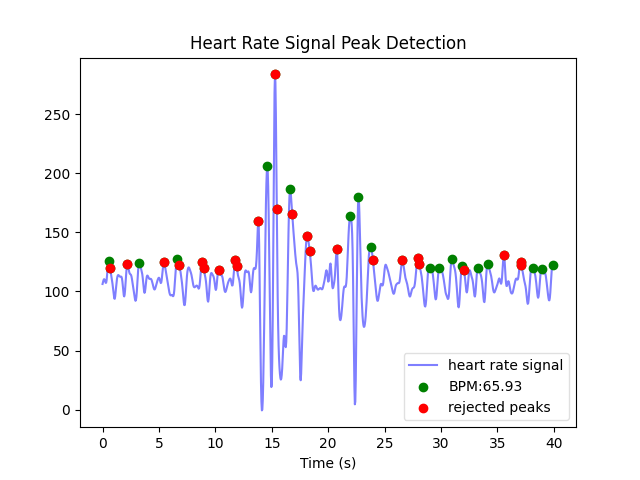 Heart Rate Signal Peak Detection
250
200
150
100
50
0
0 5 10 15 20 25 30 35 40
Time (s)
heart rate signal
BPM:65.93
rejected peaks